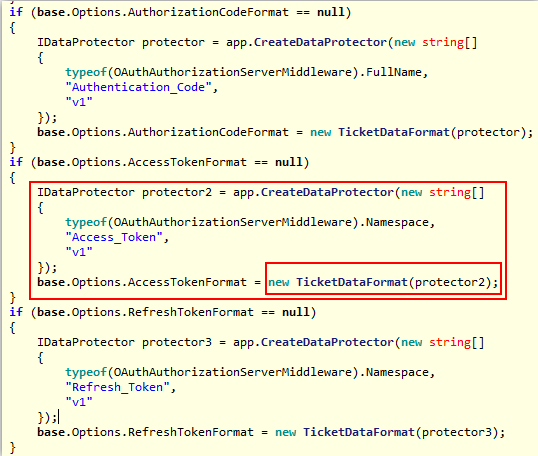 if (base.Options.AuthorizationCodeFormat == null)
{
    IDataProtector protector = app.CreateDataProtector(new string[]
    {
        typeof(OAuthAuthorizationServerMiddleware).FullName,
        "Authentication_Code",
        "v1"
    });
    base.Options.AuthorizationCodeFormat = new TicketDataFormat(protector);
}
if (base.Options.AccessTokenFormat == null)
{
    IDataProtector protector2 = app.CreateDataProtector(new string[]
    {
        typeof(OAuthAuthorizationServerMiddleware).Namespace,
        "Access_Token",
        "v1"
    });
    base.Options.AccessTokenFormat = new TicketDataFormat(protector2);
}
if (base.Options.RefreshTokenFormat == null)
{
    IDataProtector protector3 = app.CreateDataProtector(new string[]
    {
        typeof(OAuthAuthorizationServerMiddleware).Namespace,
        "Refresh_Token",
        "v1"
    });
    base.Options.RefreshTokenFormat = new TicketDataFormat(protector3);
}